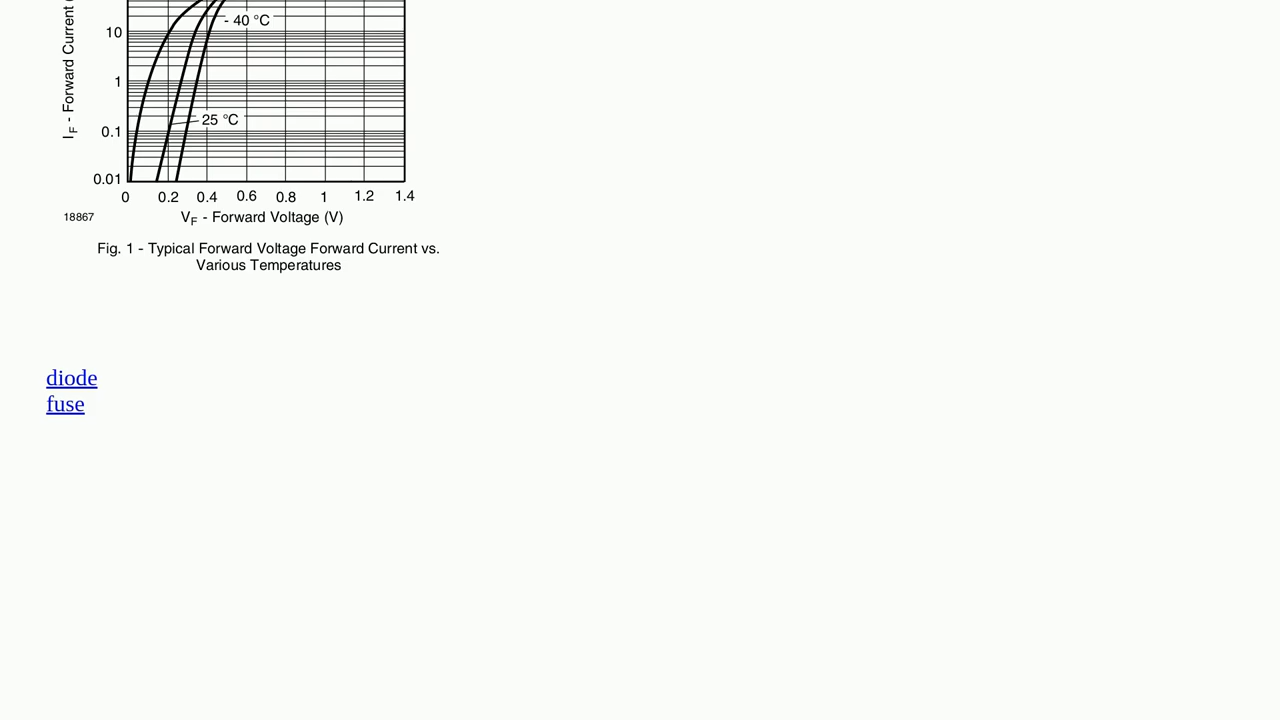 I_F - Forward Current
- 40 °C
10
1
25 °C
0.1
0.01
0 0.2 0.4 0.6 0.8 1 1.2 1.4
18867
V_F - Forward Voltage (V)
Fig. 1 - Typical Forward Voltage Forward Current vs.
Various Temperatures
diode
fuse